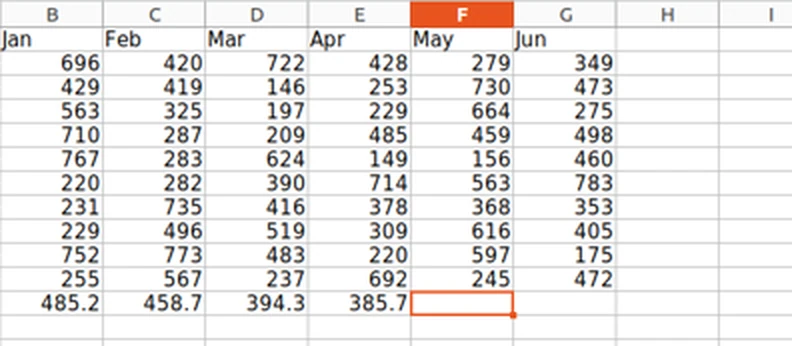 B C D E F G H I
Jan Feb Mar Apr May Jun
696 420 722 428 279 349
429 419 146 253 730 473
563 325 197 229 664 275
710 287 209 485 459 498
767 283 624 149 156 460
220 282 390 714 563 783
231 735 416 378 368 353
229 496 519 309 616 405
752 773 483 220 597 175
255 567 237 692 245 472
485.2 458.7 394.3 385.7